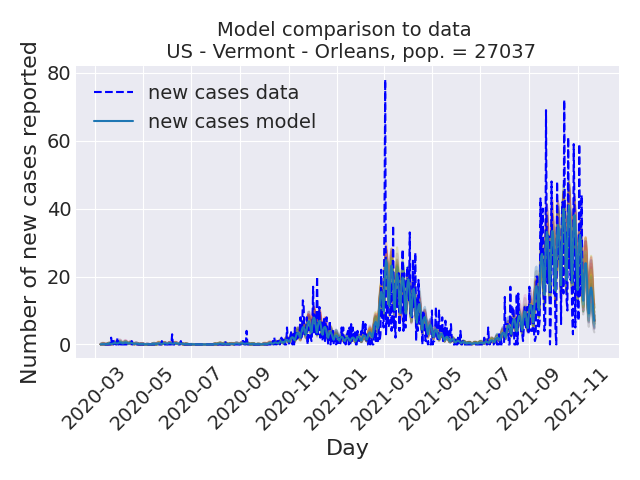 Model comparison to data
US - Vermont - Orleans, pop. = 27037
Number of new cases reported
80
60
40
20
0
new cases data
new cases model
2020-03
2020-05
2020-07
2020-09
2020-11
2021-01
2021-03
2021-05
2021-07
2021-09
2021-11
Day